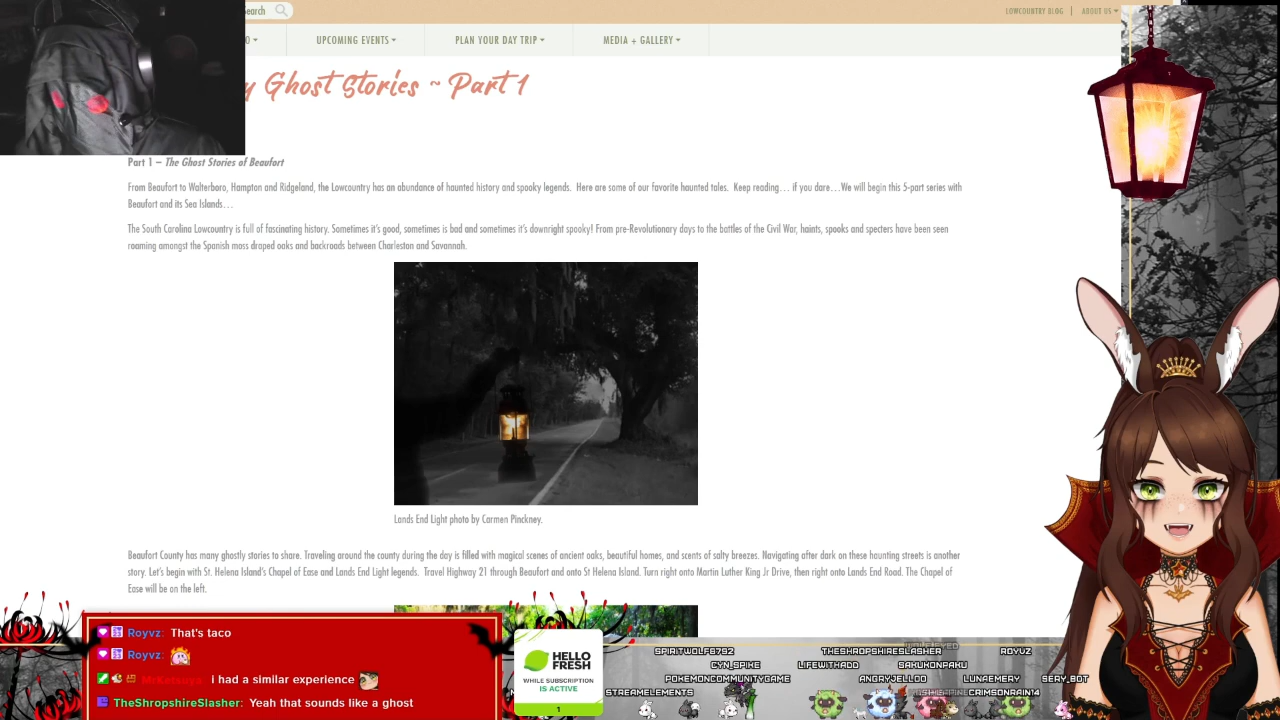 Search
LOWCOUNTRY BLOG | ABOUT US
UPCOMING EVENTS
PLAN YOUR DAY TRIP
MEDIA + GALLERY
y Ghost Stories ~ Part 1
Part 1 – The Ghost Stories of Beaufort
From Beaufort to Walterboro, Hampton and Ridgeland, the Lowcountry has an abundance of haunted history and spooky legends. Here are some of our favorite haunted tales. Keep reading… if you dare…We will begin this 5-part series with
Beaufort and its Sea Islands…
The South Carolina Lowcountry is full of fascinating history. Sometimes it's good, sometimes is bad and sometimes it's downright spooky! From pre-Revolutionary days to the battles of the Civil War, haints, spooks and specters have been seen
roaming amongst the Spanish moss draped oaks and backroads between Charleston and Savannah.
Lands End Light photo by Carmen Pinckney.
Beaufort County has many ghostly stories to share. Traveling around the county during the day is filled with magical scenes of ancient oaks, beautiful homes, and scents of salty breezes. Navigating after dark on these haunting streets is another
story. Let's begin with St. Helena Island's Chapel of Ease and Lands End Light legends. Travel Highway 21 through Beaufort and onto St Helena Island. Turn right onto Martin Luther King Jr Drive, then right onto Lands End Road. The Chapel of
Ease will be on the left.
Royvz: That's taco
Royvz:
MrKetsuya: i had a similar experience
TheShropshireSlasher: Yeah that sounds like a ghost
HELLO
FRESH
WHILE SUBSCRIPTION
IS ACTIVE
1
SPIRITWOLF5792
THESHROPSHIRESLASHER
ROYVZ
CYN_SPIKE
LIFEWITHADD
SAKUKONPAKU
POKEMONCOMMUNITYGAME
ANGRYJELLOO
LUNAEMERY
SERY_BOT
STREAMELEMENTS
CRIMSONRAIN14